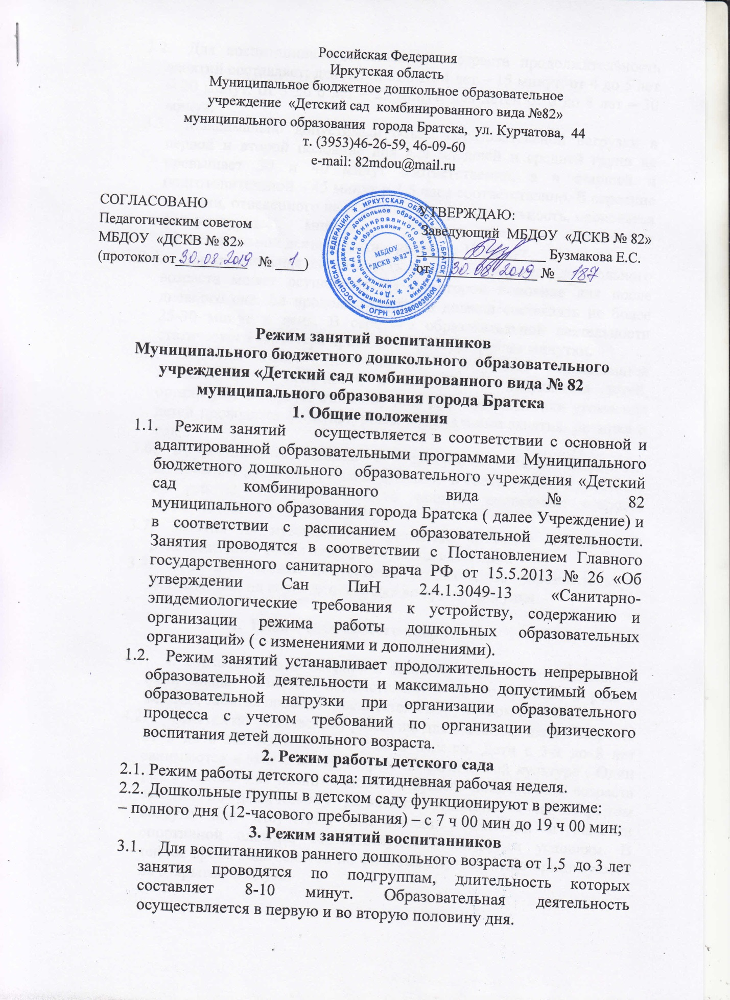 Российская Федерация
Иркутская область
Муниципальное бюджетное дошкольное образовательное
учреждение «Детский сад комбинированного вида №82»
муниципального образования города Братска, ул. Курчатова, 44
т. (3953)46-26-59, 46-09-60
e-mail: 82mdou@mail.ru
СОГЛАСОВАНО
Педагогическим советом
МБДОУ «ДСКВ № 82»
(протокол от 30.08.2019 № 1)
УТВЕРЖДАЮ:
Заведующий МБДОУ «ДСКВ № 82»
Бузмакова Е.С.
от 30.08.2019 № 187
РОССИЙСКАЯ ФЕДЕРАЦИЯ * ИРКУТСКАЯ ОБЛАСТЬ * Г.БРАТСК * ОГРН 1023800836806 *
Муниципальное бюджетное дошкольное образовательное учреждение
"Детский сад комбинированного вида № 82" *
муниципального образования города Братска
МБДОУ
"ДСКВ № 82"
Режим занятий воспитанников
Муниципального бюджетного дошкольного образовательного
учреждения «Детский сад комбинированного вида № 82
муниципального образования города Братска
1. Общие положения
1.1. Режим занятий осуществляется в соответствии с основной и
адаптированной образовательными программами Муниципального
бюджетного дошкольного образовательного учреждения «Детский
сад комбинированного вида № 82
муниципального образования города Братска ( далее Учреждение) и
в соответствии с расписанием образовательной деятельности.
Занятия проводятся в соответствии с Постановлением Главного
государственного санитарного врача РФ от 15.5.2013 № 26 «Об
утверждении Сан ПиН 2.4.1.3049-13 «Санитарно-
эпидемиологические требования к устройству, содержанию и
организации режима работы дошкольных образовательных
организаций» ( с изменениями и дополнениями).
1.2. Режим занятий устанавливает продолжительность непрерывной
образовательной деятельности и максимально допустимый объем
образовательной нагрузки при организации образовательного
процесса с учетом требований по организации физического
воспитания детей дошкольного возраста.
2. Режим работы детского сада
2.1. Режим работы детского сада: пятидневная рабочая неделя.
2.2. Дошкольные группы в детском саду функционируют в режиме:
– полного дня (12-часового пребывания) – с 7 ч 00 мин до 19 ч 00 мин;
3. Режим занятий воспитанников
3.1. Для воспитанников раннего дошкольного возраста от 1,5 до 3 лет
занятия проводятся по подгруппам, длительность которых
составляет 8-10 минут. Образовательная деятельность
осуществляется в первую и во вторую половину дня.